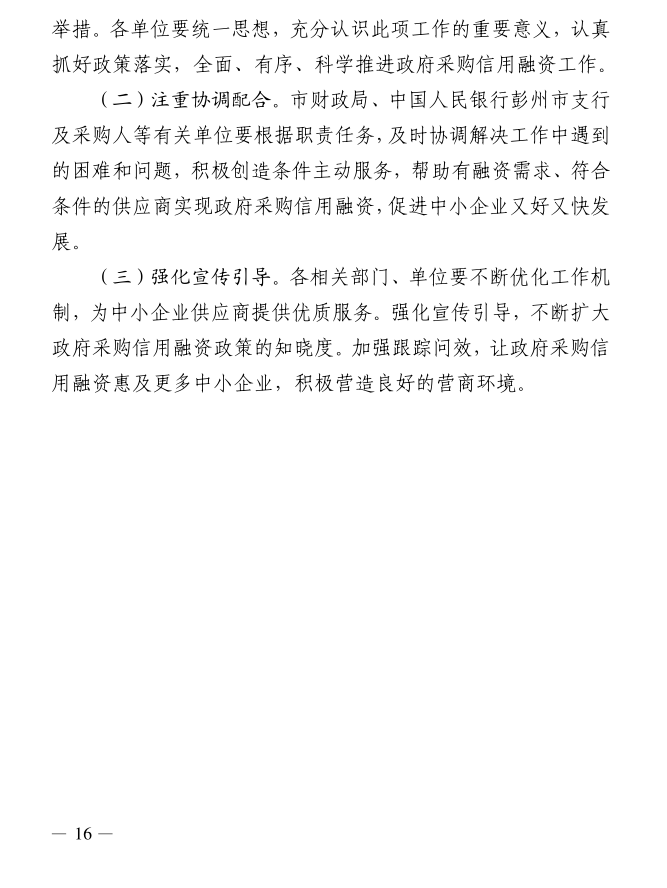 举措。各单位要统一思想，充分认识此项工作的重要意义，认真
抓好政策落实，全面、有序、科学推进政府采购信用融资工作。
（二）注重协调配合。市财政局、中国人民银行彭州市支行
及采购人等有关单位要根据职责任务，及时协调解决工作中遇到
的困难和问题，积极创造条件主动服务，帮助有融资需求、符合
条件的供应商实现政府采购信用融资，促进中小企业又好又快发
展。
（三）强化宣传引导。各相关部门、单位要不断优化工作机
制，为中小企业供应商提供优质服务。强化宣传引导，不断扩大
政府采购信用融资政策的知晓度。加强跟踪问效，让政府采购信
用融资惠及更多中小企业，积极营造良好的营商环境。
— 16 —